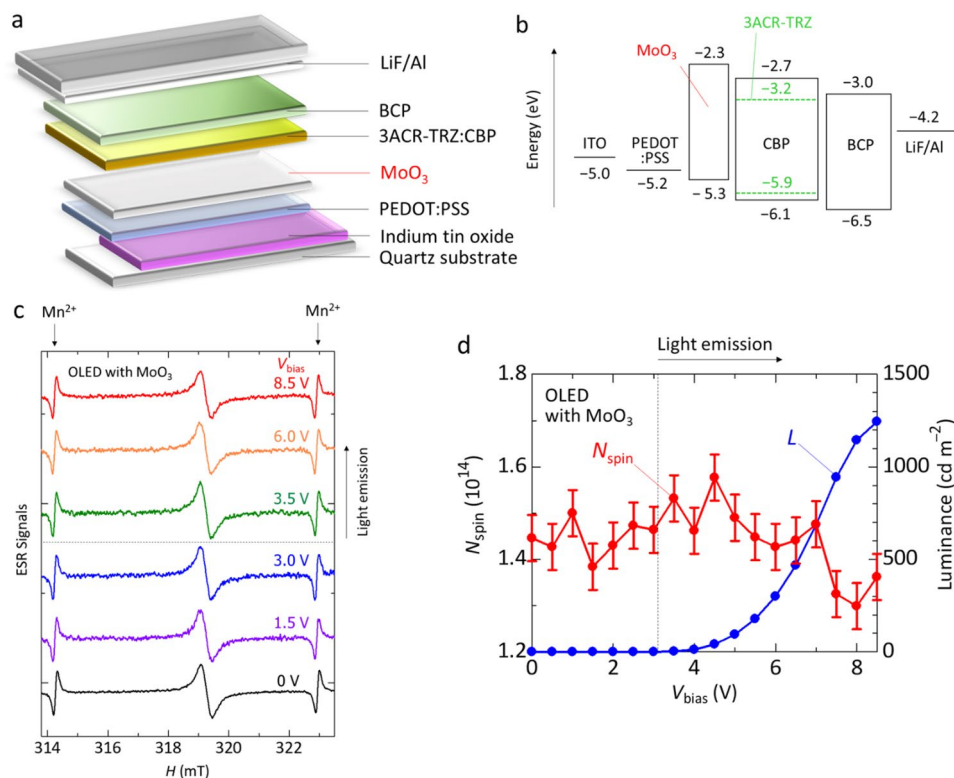 a
LiF/Al
BCP
3ACR-TRZ:CBP
MoO₃
PEDOT:PSS
Indium tin oxide
Quartz substrate
b
3ACR-TRZ
MoO₃
Energy (eV)
−2.3
−2.7
−3.2
−3.0
−4.2
LiF/Al
ITO
−5.0
PEDOT
:PSS
−5.2
CBP
BCP
−5.3
−5.9
−6.1
−6.5
c
Mn²⁺
Mn²⁺
OLED with MoO₃
V_bias
8.5 V
6.0 V
3.5 V
3.0 V
1.5 V
0 V
Light emission
ESR Signals
314
316
318
320
322
H (mT)
d
Light emission
OLED
with MoO₃
N_spin
L
1.8
1.6
1.4
1.2
N_spin (10¹⁴)
1500
1000
500
0
Luminance (cd m⁻²)
0
2
4
6
8
V_bias (V)